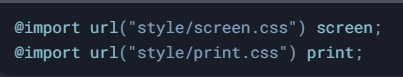 @import url("style/screen.css") screen;
@import url("style/print.css") print;